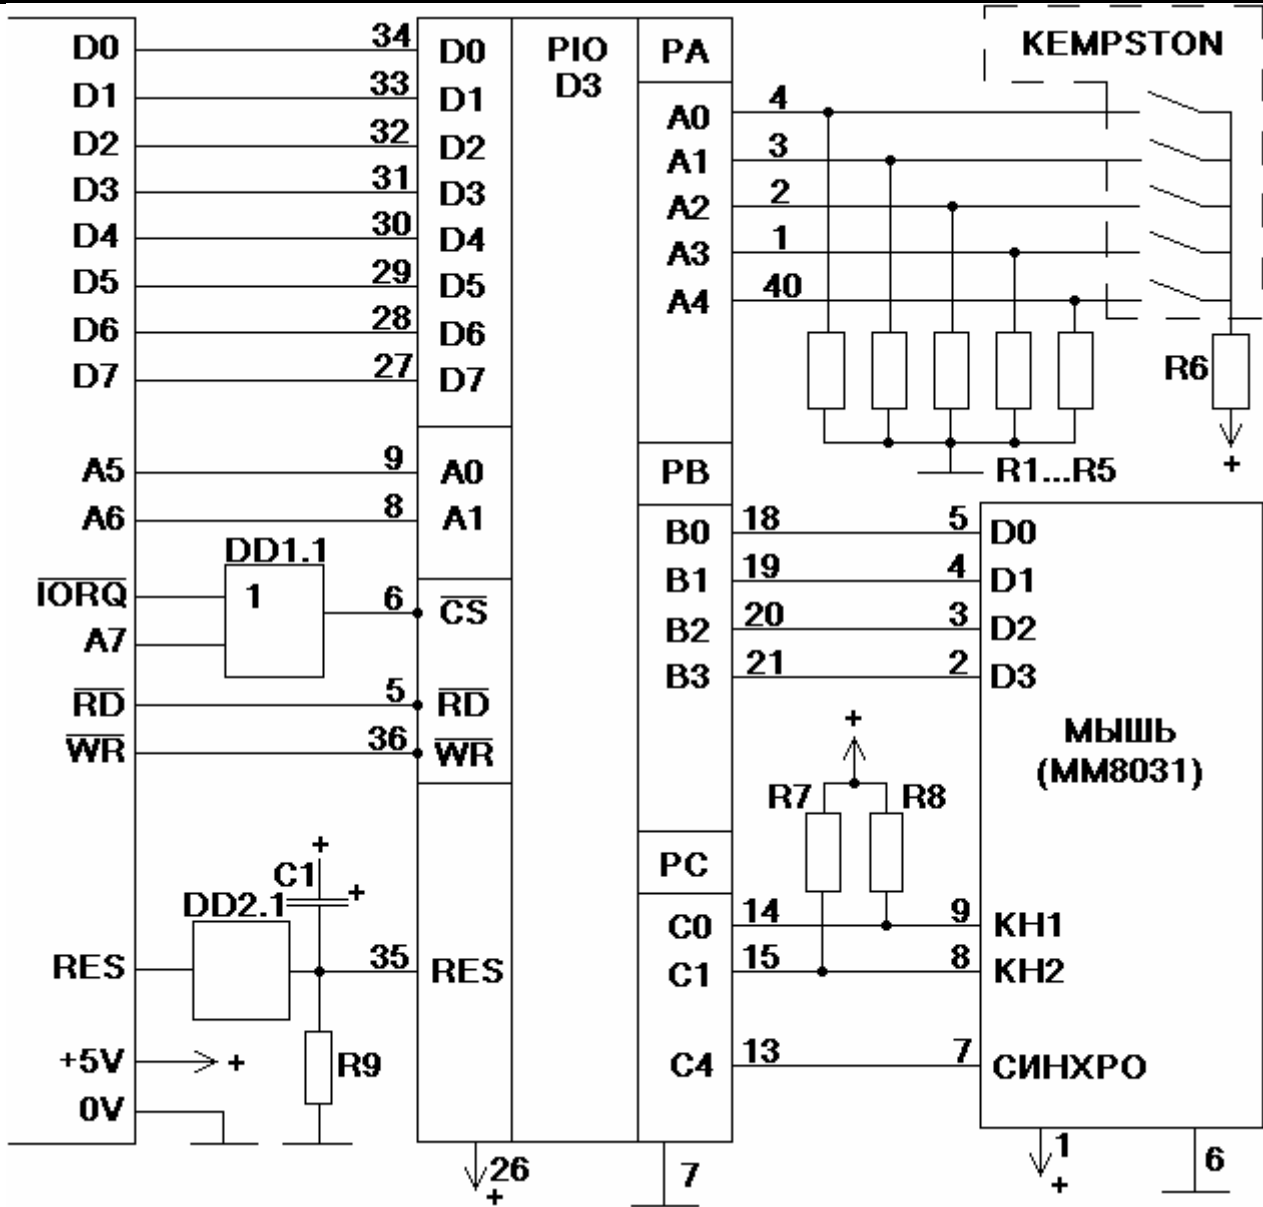 D0 34 D0 PIO D3 PA KEMPSTON
D1 33 D1
D2 32 D2
D3 31 D3
D4 30 D4
D5 29 D5
D6 28 D6
D7 27 D7
A0 4
A1 3
A2 2
A3 1
A4 40
R6
+
R1...R5
A5 9 A0
A6 8 A1
DD1.1
IORQ 1 6 CS
A7
RD 5 RD
WR 36 WR
PB
B0 18 5 D0
B1 19 4 D1
B2 20 3 D2
B3 21 2 D3
МЫШЬ
(MM8031)
+
R7 R8
PC
C0 14 9 КН1
C1 15 8 КН2
C4 13 7 СИНХРО
+
C1 +
DD2.1
RES 35 RES
+5V +
R9
0V
26
+
7
1
+
6